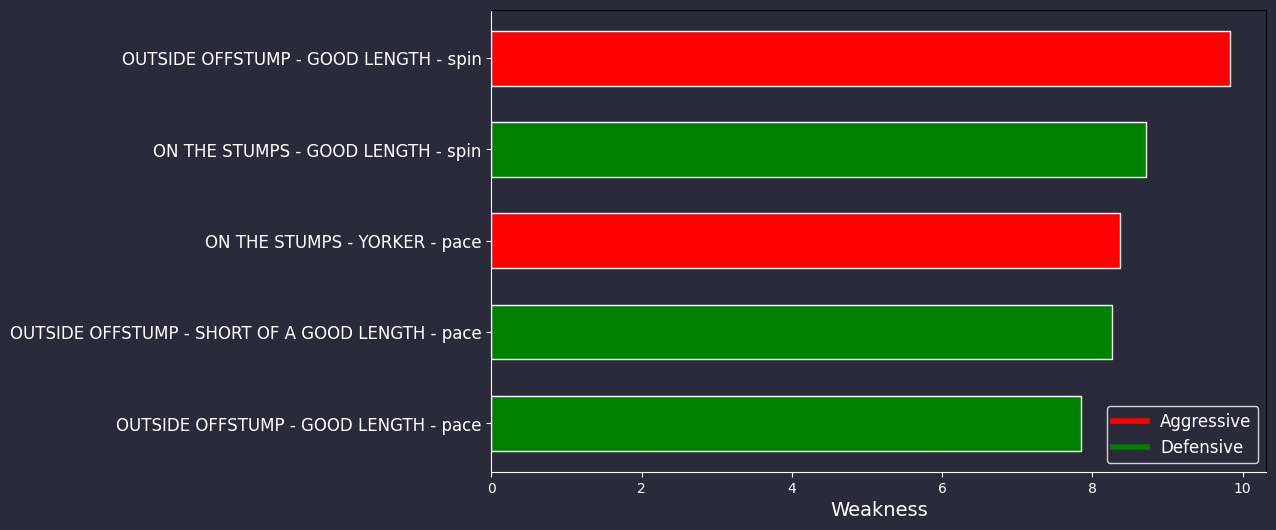 OUTSIDE OFFSTUMP - GOOD LENGTH - spin
ON THE STUMPS - GOOD LENGTH - spin
ON THE STUMPS - YORKER - pace
OUTSIDE OFFSTUMP - SHORT OF A GOOD LENGTH - pace
OUTSIDE OFFSTUMP - GOOD LENGTH - pace
Aggressive
Defensive
0 2 4 6 8 10
Weakness